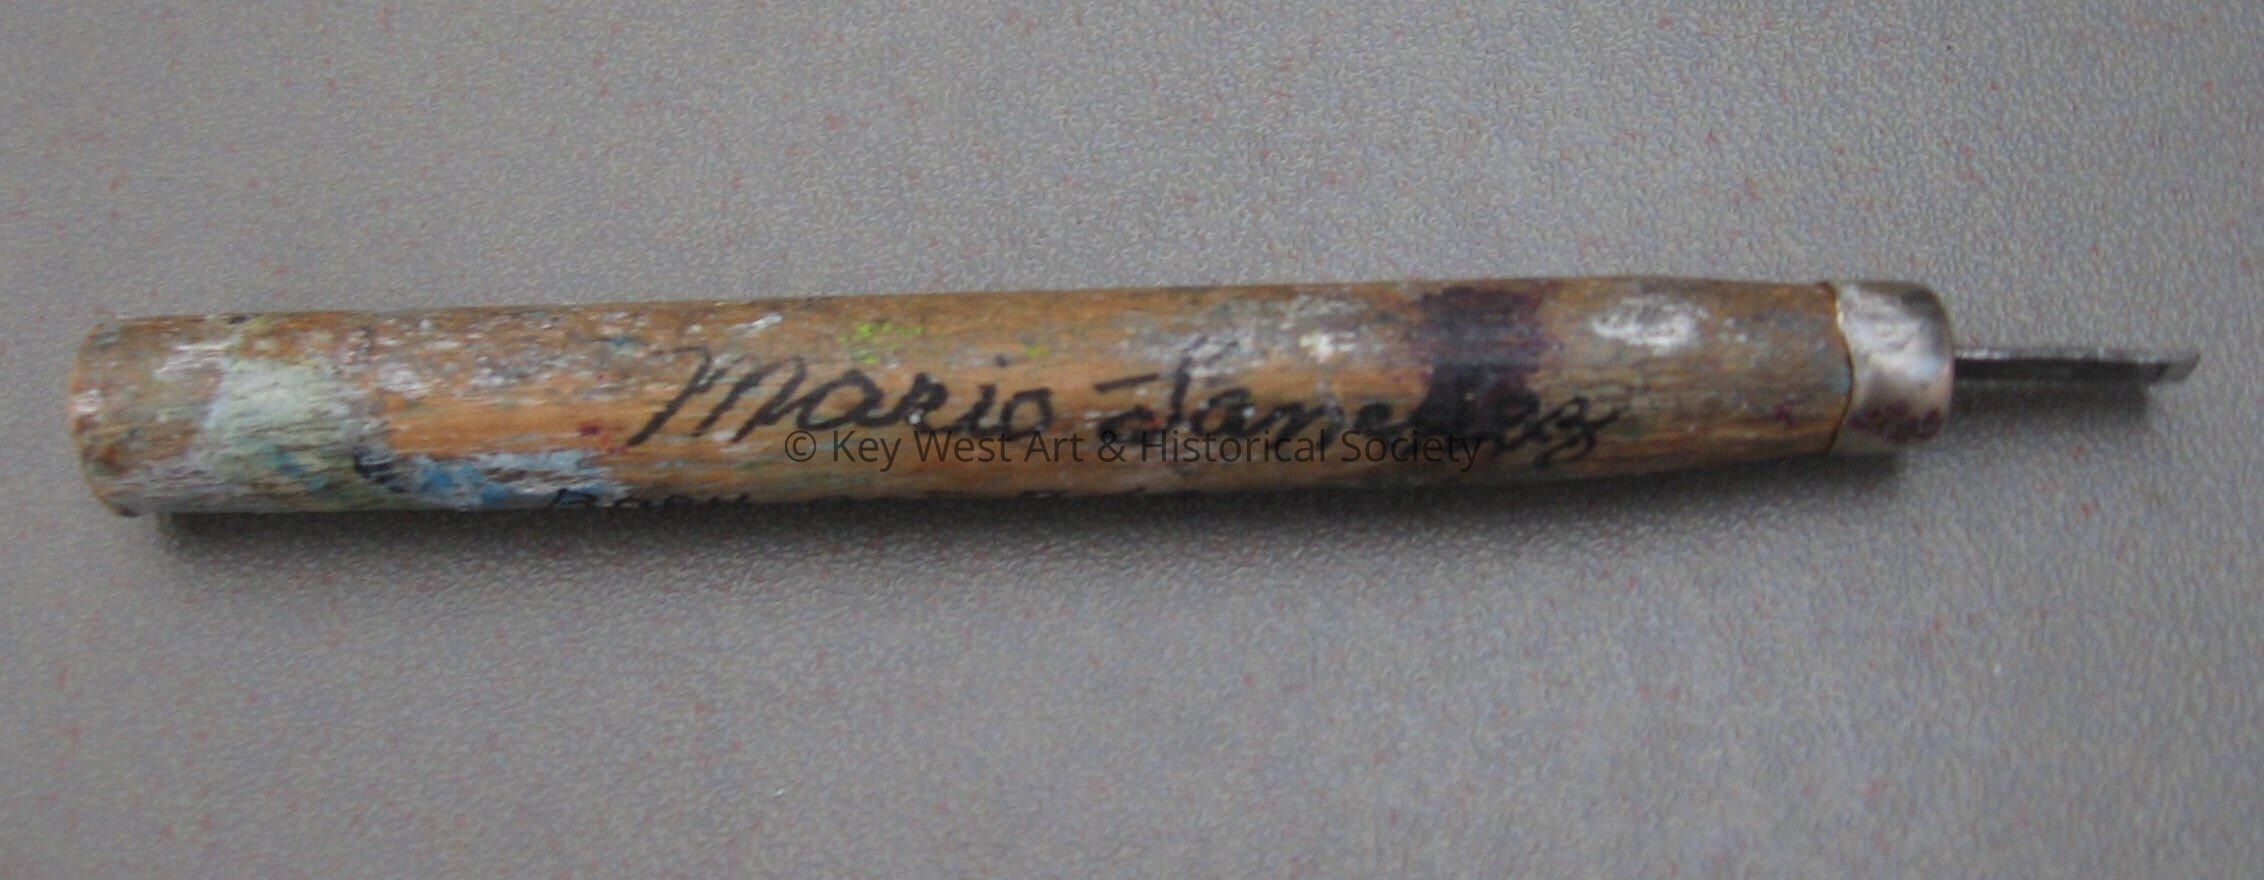 Mario Sanchez
© Key West Art & Historical Society